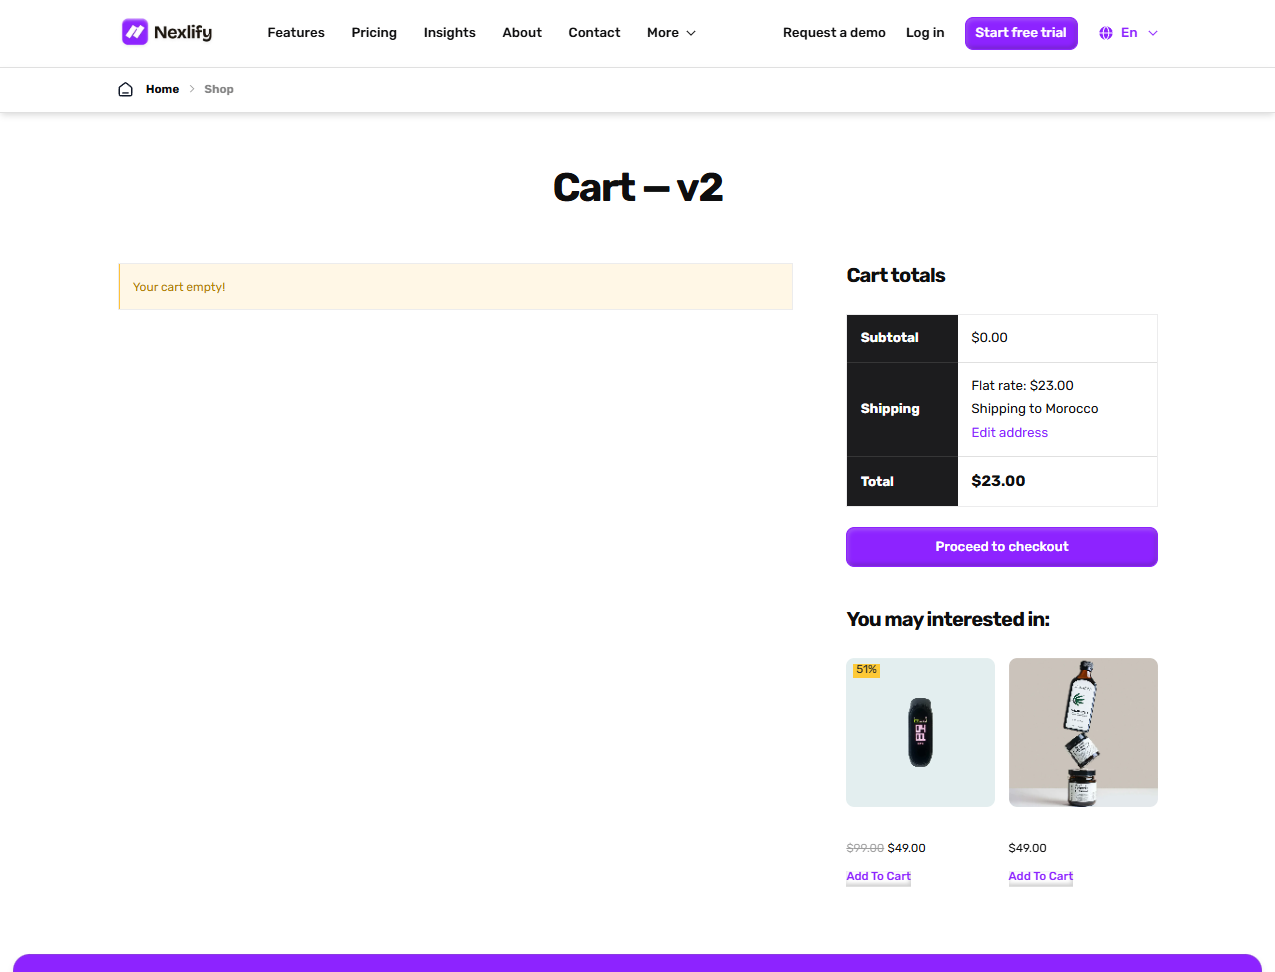 Nexlify
Features
Pricing
Insights
About
Contact
More
Request a demo
Log in
Start free trial
En
Home
Shop
Cart — v2
Your cart empty!
Cart totals
Subtotal
$0.00
Shipping
Flat rate: $23.00
Shipping to Morocco
Edit address
Total
$23.00
Proceed to checkout
You may interested in:
51%
$99.00 $49.00
$49.00
Add To Cart
Add To Cart